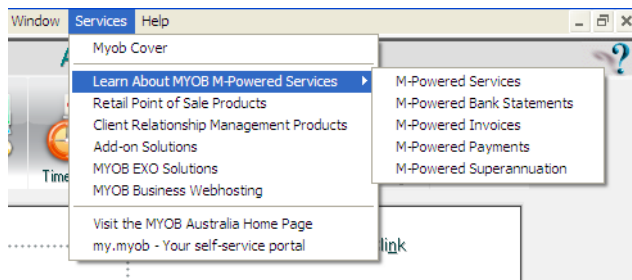 Window Services Help
Myob Cover
Learn About MYOB M-Powered Services
Retail Point of Sale Products
Client Relationship Management Products
Add-on Solutions
MYOB EXO Solutions
MYOB Business Webhosting
Visit the MYOB Australia Home Page
my.myob - Your self-service portal
M-Powered Services
M-Powered Bank Statements
M-Powered Invoices
M-Powered Payments
M-Powered Superannuation
Time
link